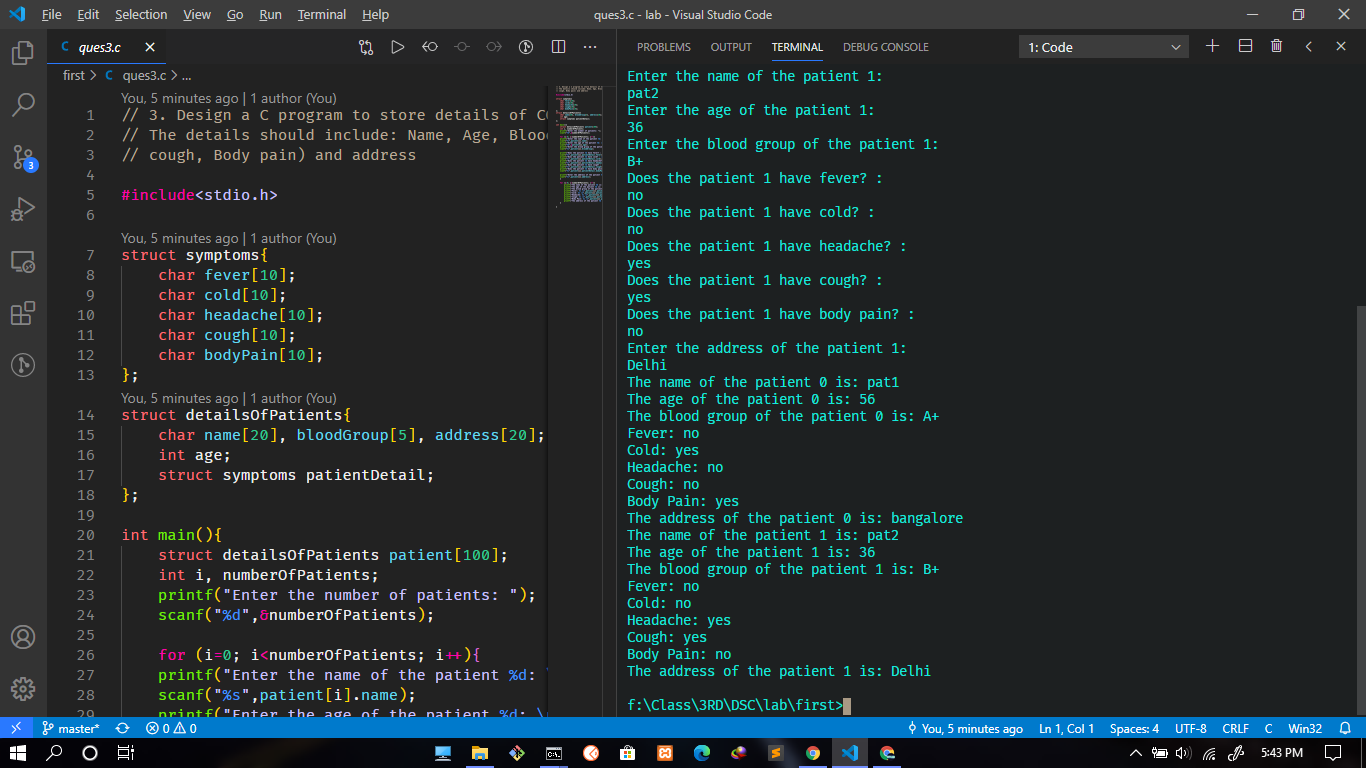 File Edit Selection View Go Run Terminal Help
ques3.c - lab - Visual Studio Code
C ques3.c
first > C ques3.c > ...
You, 5 minutes ago | 1 author (You)
1 // 3. Design a C program to store details of C
2 // The details should include: Name, Age, Bloo
3 // cough, Body pain) and address
4
5 #include<stdio.h>
6
You, 5 minutes ago | 1 author (You)
7 struct symptoms{
8 char fever[10];
9 char cold[10];
10 char headache[10];
11 char cough[10];
12 char bodyPain[10];
13 };
You, 5 minutes ago | 1 author (You)
14 struct detailsOfPatients{
15 char name[20], bloodGroup[5], address[20];
16 int age;
17 struct symptoms patientDetail;
18 };
19
20 int main(){
21 struct detailsOfPatients patient[100];
22 int i, numberOfPatients;
23 printf("Enter the number of patients: ");
24 scanf("%d",&numberOfPatients);
25
26 for (i=0; i<numberOfPatients; i++){
27 printf("Enter the name of the patient %d: \
28 scanf("%s",patient[i].name);
29 printf("Enter the age of the patient %d: \
PROBLEMS OUTPUT TERMINAL DEBUG CONSOLE
1: Code
Enter the name of the patient 1:
pat2
Enter the age of the patient 1:
36
Enter the blood group of the patient 1:
B+
Does the patient 1 have fever? :
no
Does the patient 1 have cold? :
no
Does the patient 1 have headache? :
yes
Does the patient 1 have cough? :
yes
Does the patient 1 have body pain? :
no
Enter the address of the patient 1:
Delhi
The name of the patient 0 is: pat1
The age of the patient 0 is: 56
The blood group of the patient 0 is: A+
Fever: no
Cold: yes
Headache: no
Cough: no
Body Pain: yes
The address of the patient 0 is: bangalore
The name of the patient 1 is: pat2
The age of the patient 1 is: 36
The blood group of the patient 1 is: B+
Fever: no
Cold: no
Headache: yes
Cough: yes
Body Pain: no
The address of the patient 1 is: Delhi
f:\Class\3RD\DSC\lab\first>
3
master* 0 0
You, 5 minutes ago Ln 1, Col 1 Spaces: 4 UTF-8 CRLF C Win32
5:43 PM